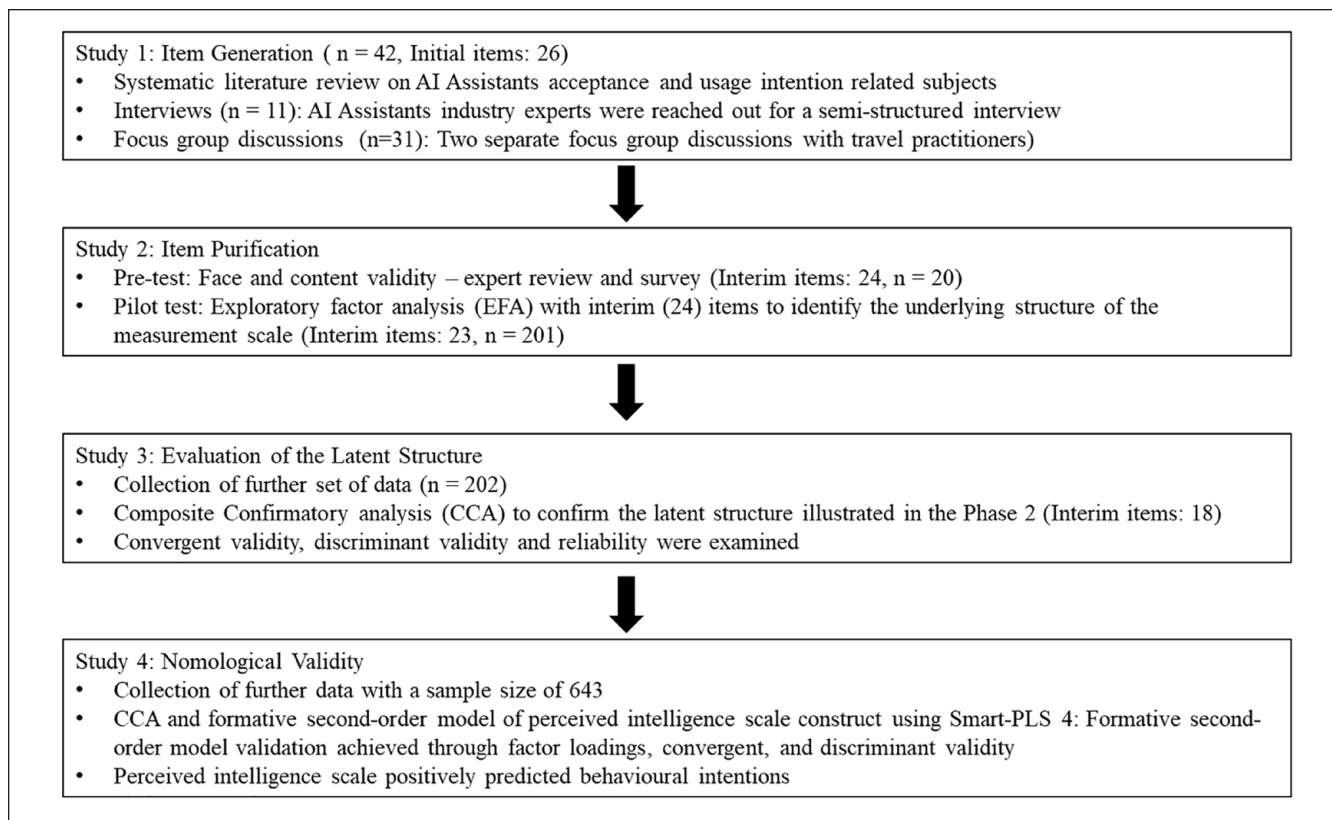 Study 1: Item Generation ( n = 42, Initial items: 26)
• Systematic literature review on AI Assistants acceptance and usage intention related subjects
• Interviews (n = 11): AI Assistants industry experts were reached out for a semi-structured interview
• Focus group discussions (n=31): Two separate focus group discussions with travel practitioners)
Study 2: Item Purification
• Pre-test: Face and content validity – expert review and survey (Interim items: 24, n = 20)
• Pilot test: Exploratory factor analysis (EFA) with interim (24) items to identify the underlying structure of the
measurement scale (Interim items: 23, n = 201)
Study 3: Evaluation of the Latent Structure
• Collection of further set of data (n = 202)
• Composite Confirmatory analysis (CCA) to confirm the latent structure illustrated in the Phase 2 (Interim items: 18)
• Convergent validity, discriminant validity and reliability were examined
Study 4: Nomological Validity
• Collection of further data with a sample size of 643
• CCA and formative second-order model of perceived intelligence scale construct using Smart-PLS 4: Formative second-
order model validation achieved through factor loadings, convergent, and discriminant validity
• Perceived intelligence scale positively predicted behavioural intentions